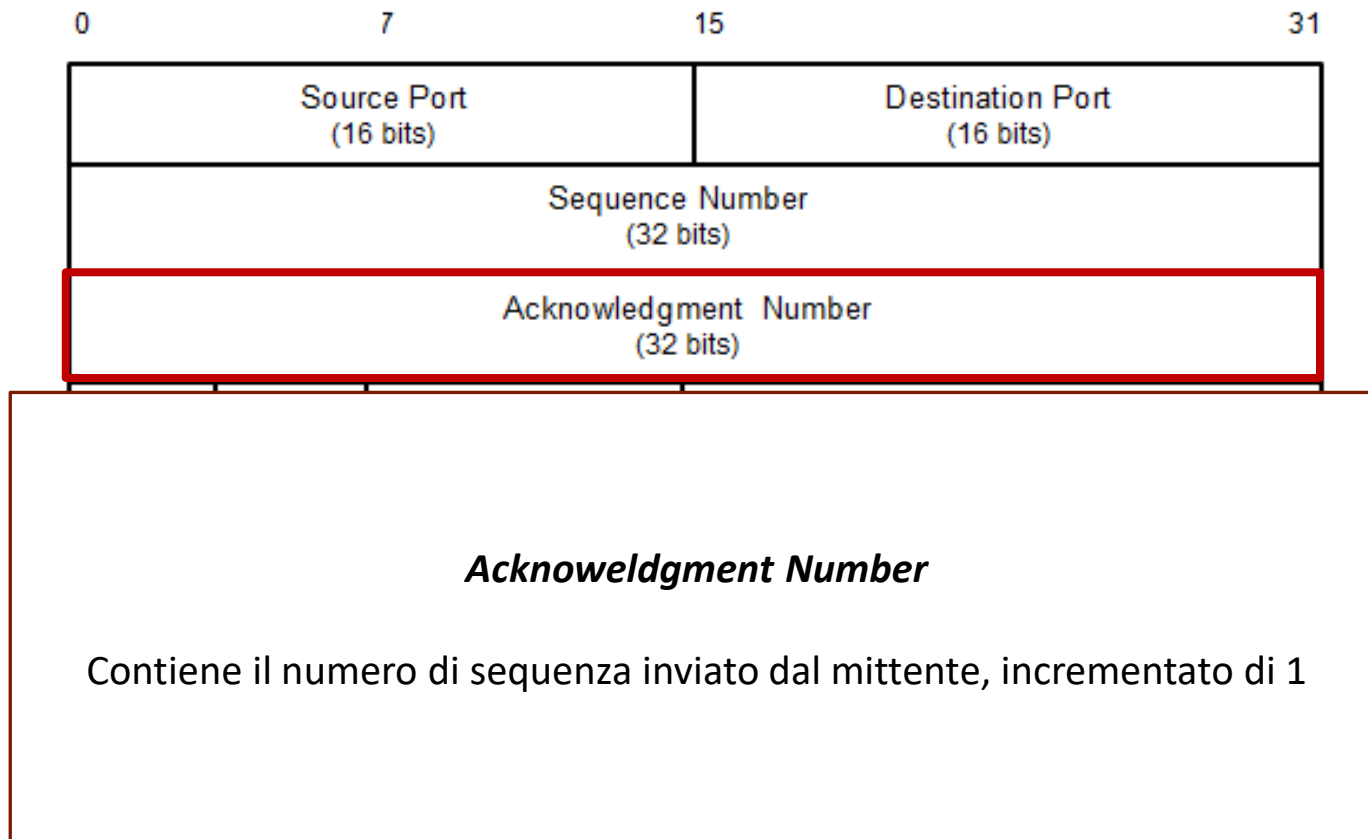 0 7 15 31
Source Port Destination Port
(16 bits) (16 bits)
Sequence Number
(32 bits)
Acknowledgment Number
(32 bits)
Acknoweldgment Number
Contiene il numero di sequenza inviato dal mittente, incrementato di 1